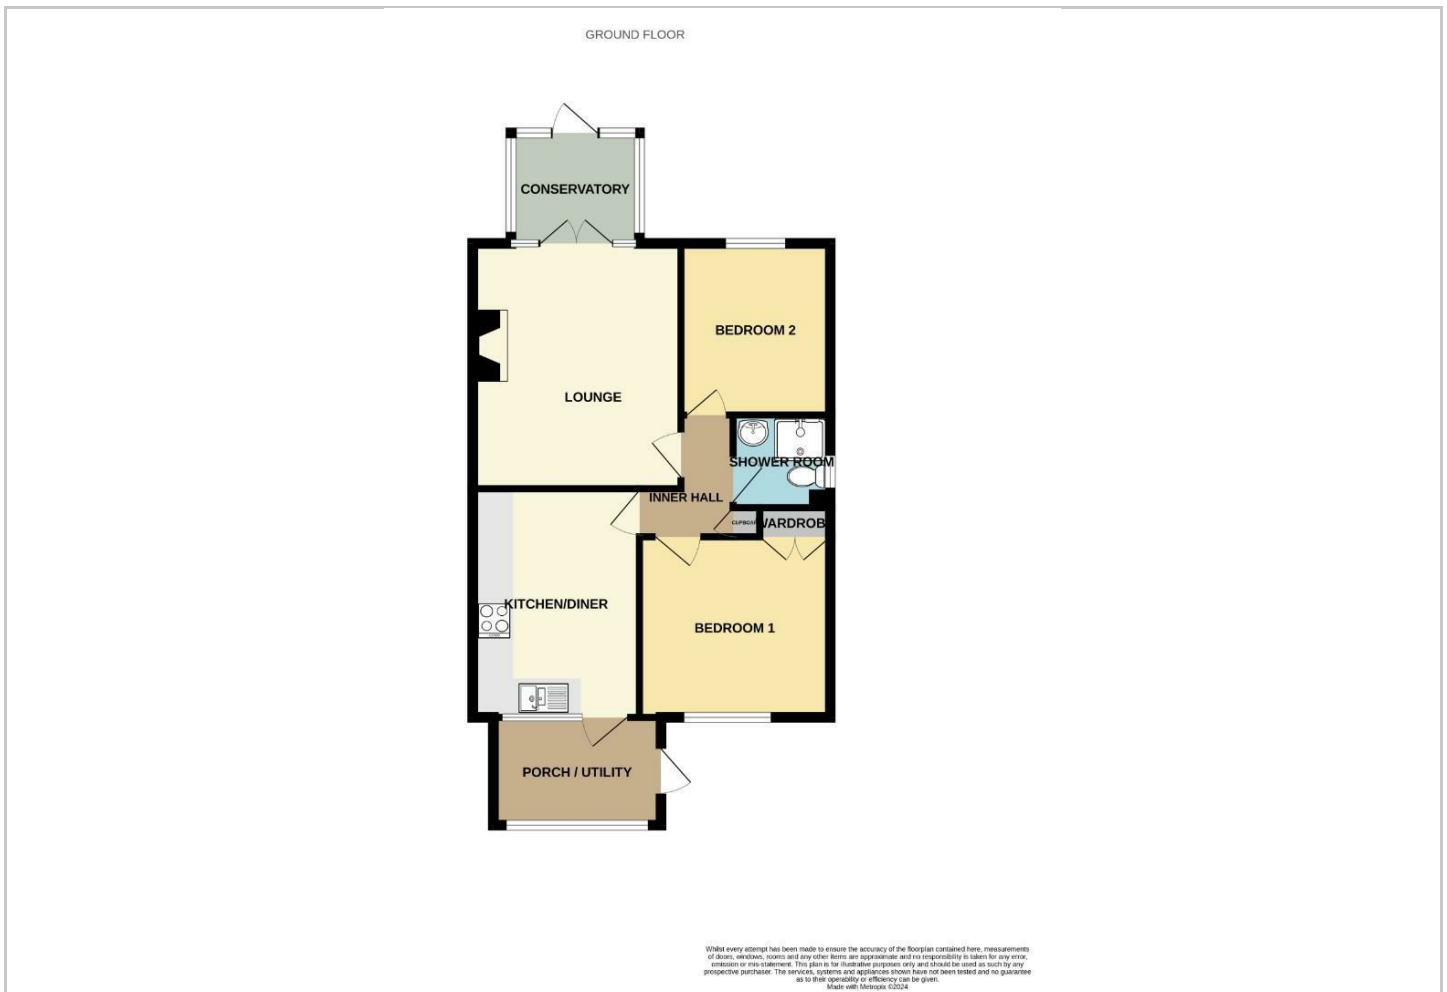 GROUND FLOOR
CONSERVATORY
BEDROOM 2
LOUNGE
SHOWER ROOM
INNER HALL
CUPBOAR
WARDROB
KITCHEN/DINER
BEDROOM 1
PORCH / UTILITY
Whilst every attempt has been made to ensure the accuracy of the floorplan contained here, measurements
of doors, windows, rooms and any other items are approximate and no responsibility is taken for any error,
omission or mis-statement. This plan is for illustrative purposes only and should be used as such by any
prospective purchaser. The services, systems and appliances shown have not been tested and no guarantee
as to their operability or efficiency can be given.
Made with Metropix ©2024